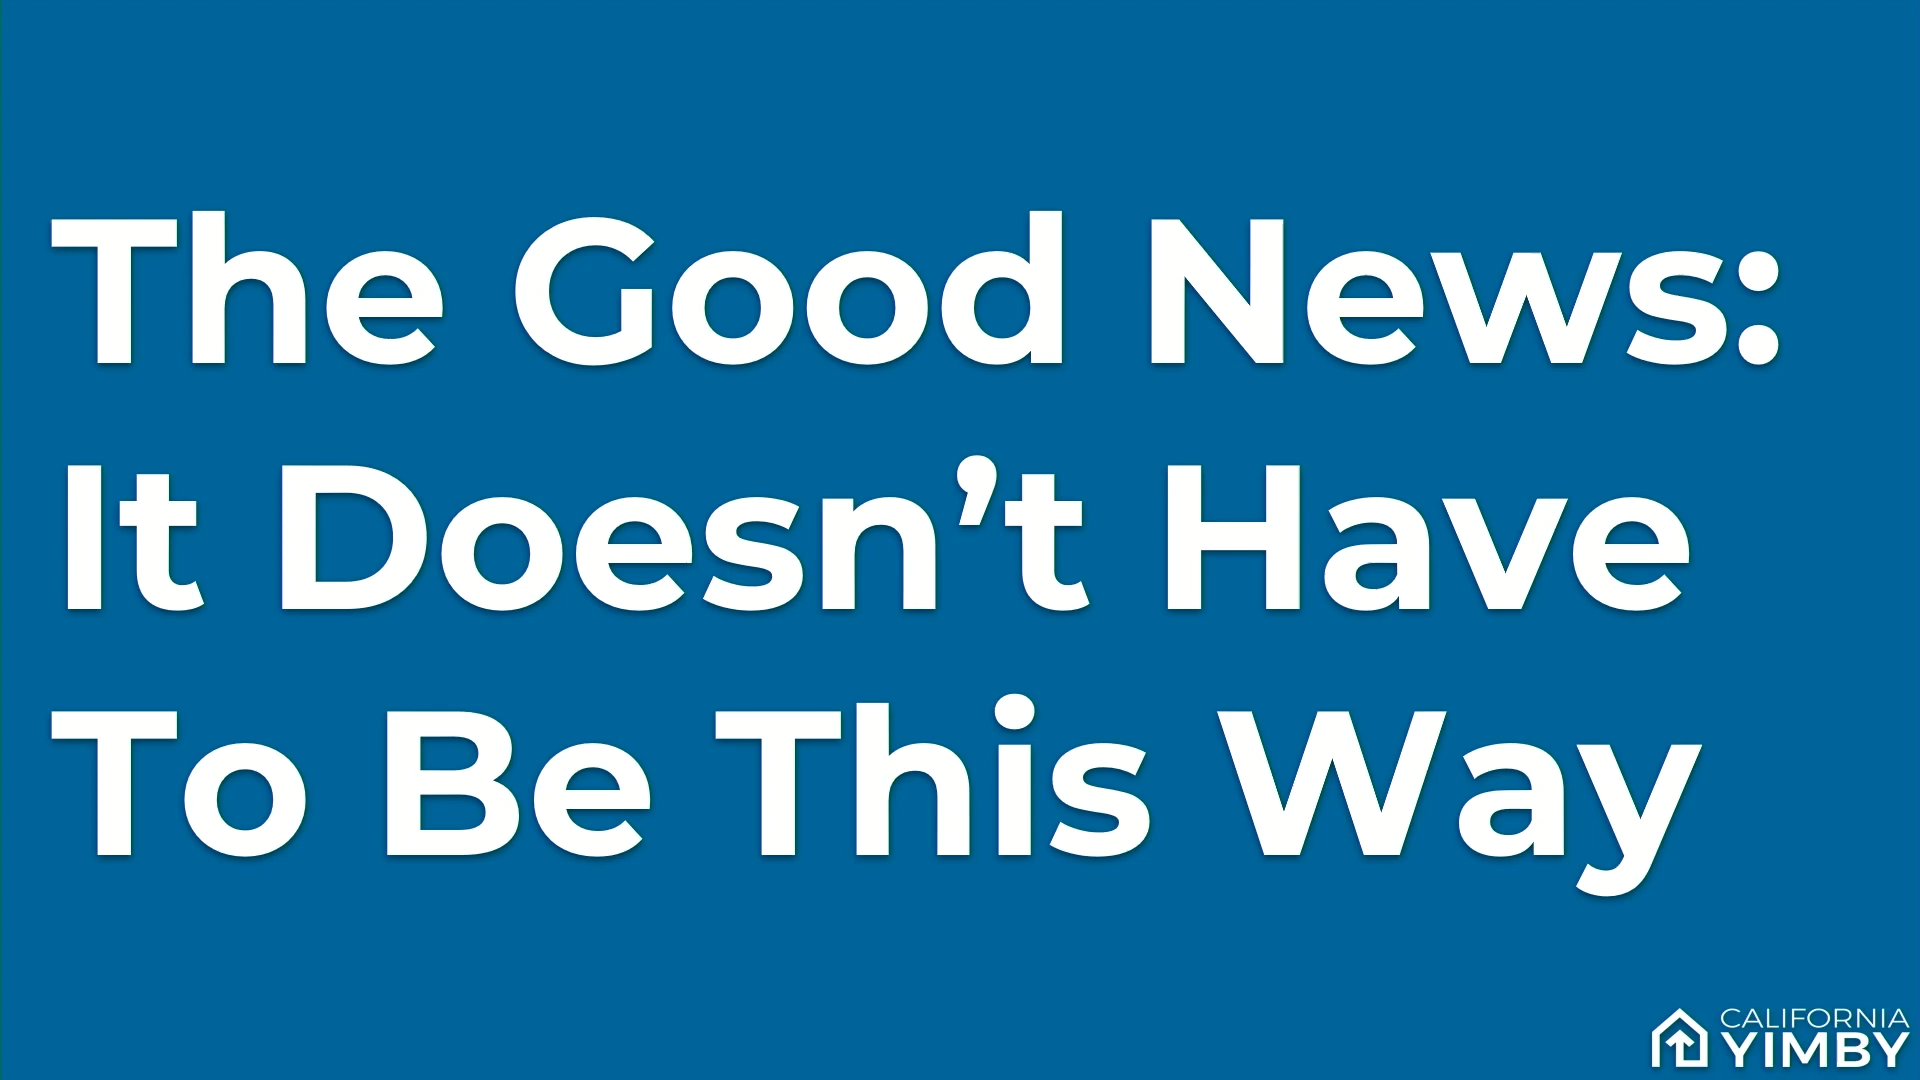 The Good News:
It Doesn’t Have
To Be This Way
CALIFORNIA
YIMBY